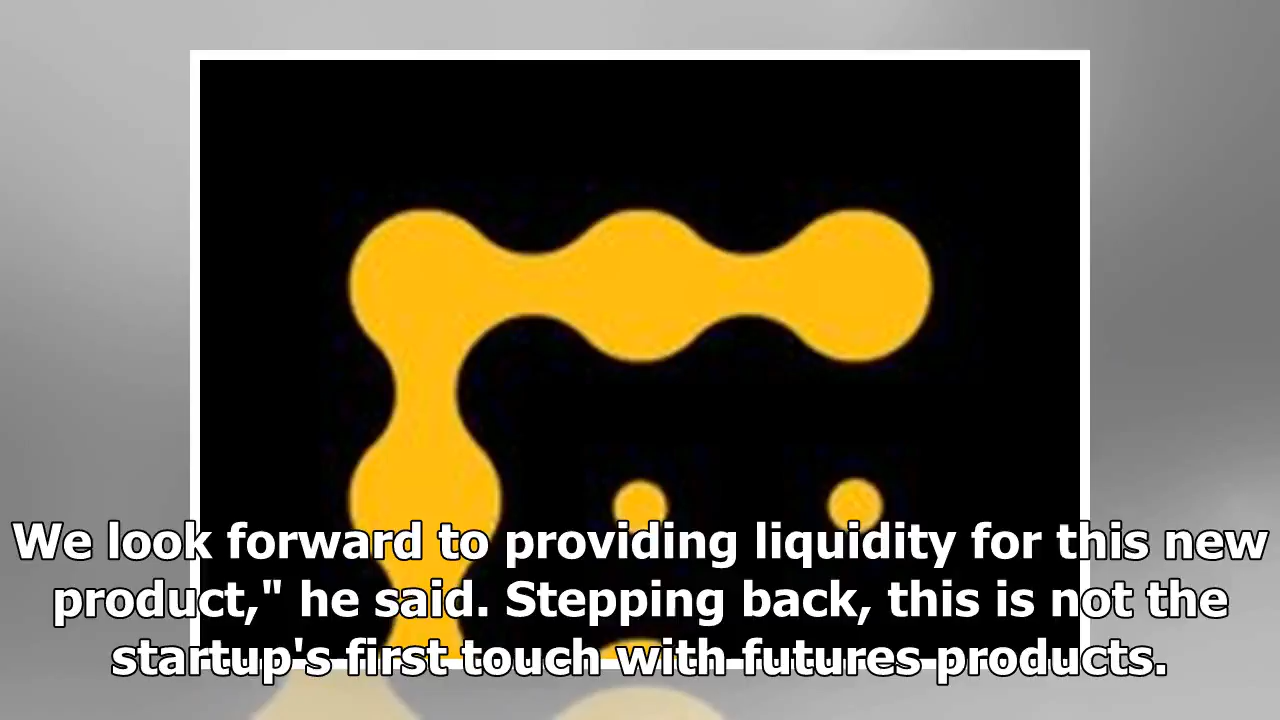 We look forward to providing liquidity for this new
product," he said. Stepping back, this is not the
startup's first touch with futures products.